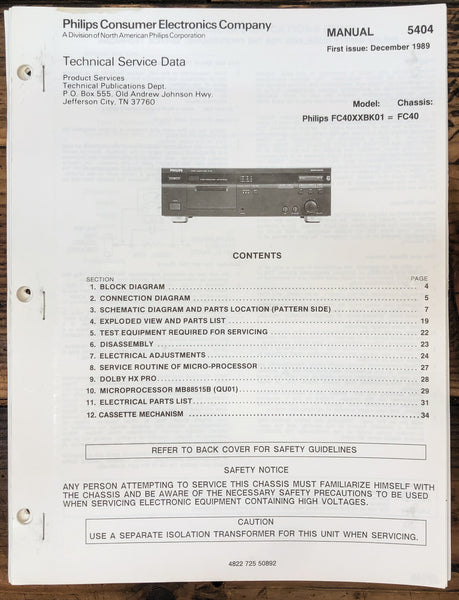 Philips Consumer Electronics Company
A Division of North American Philips Corporation
MANUAL 5404
First issue: December 1989
Technical Service Data
Product Services
Technical Publications Dept.
P.O. Box 555, Old Andrew Johnson Hwy.
Jefferson City, TN 37760
Model: Chassis:
Philips FC40XXBK01 = FC40
PHILIPS
CONTENTS
SECTION PAGE
1. BLOCK DIAGRAM 4
2. CONNECTION DIAGRAM 5
3. SCHEMATIC DIAGRAM AND PARTS LOCATION (PATTERN SIDE) 7
4. EXPLODED VIEW AND PARTS LIST 19
5. TEST EQUIPMENT REQUIRED FOR SERVICING 22
6. DISASSEMBLY 23
7. ELECTRICAL ADJUSTMENTS 24
8. SERVICE ROUTINE OF MICRO-PROCESSOR 27
9. DOLBY HX PRO 28
10. MICROPROCESSOR MB88515B (QU01) 29
11. ELECTRICAL PARTS LIST 31
12. CASSETTE MECHANISM 34
REFER TO BACK COVER FOR SAFETY GUIDELINES
SAFETY NOTICE
ANY PERSON ATTEMPTING TO SERVICE THIS CHASSIS MUST FAMILIARIZE HIMSELF WITH
THE CHASSIS AND BE AWARE OF THE NECESSARY SAFETY PRECAUTIONS TO BE USED
WHEN SERVICING ELECTRONIC EQUIPMENT CONTAINING HIGH VOLTAGES.
CAUTION
USE A SEPARATE ISOLATION TRANSFORMER FOR THIS UNIT WHEN SERVICING.
4822 725 50892